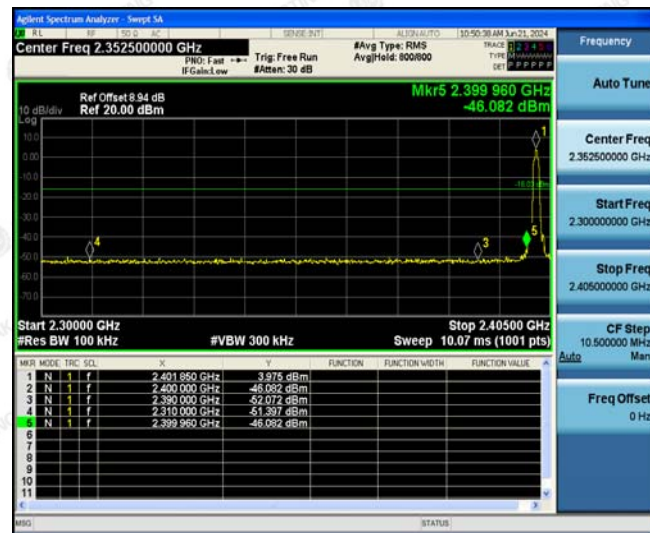 Agilent Spectrum Analyzer - Swept SA
RL RF 50 Ω AC SENSE:INT ALIGN AUTO 10:50:38 AM Jun 21, 2024
Center Freq 2.352500000 GHz
PNO: Fast
IFGain:Low
Trig: Free Run
#Atten: 30 dB
#Avg Type: RMS
Avg|Hold: 800/800
TRACE 1 2 3 4 5 6
TYPE
DET P P P P P P
Ref Offset 8.94 dB
Ref 20.00 dBm
10 dB/div
Log
Mkr5 2.399 960 GHz
-46.082 dBm
10.0
0.00
-10.0
-20.0
-30.0
-40.0
-50.0
-60.0
-70.0
1
5
3
4
Start 2.30000 GHz
#Res BW 100 kHz
#VBW 300 kHz
Stop 2.40500 GHz
Sweep 10.07 ms (1001 pts)
MKR MODE TRC SCL X Y FUNCTION FUNCTION WIDTH FUNCTION VALUE
1 N 1 f 2.401 850 GHz 3.975 dBm
2 N 1 f 2.400 000 GHz -46.082 dBm
3 N 1 f 2.390 000 GHz -52.072 dBm
4 N 1 f 2.310 000 GHz -51.397 dBm
5 N 1 f 2.399 960 GHz -46.082 dBm
6
7
8
9
10
11
MSG STATUS
Frequency
Auto Tune
Center Freq
2.352500000 GHz
Start Freq
2.300000000 GHz
Stop Freq
2.405000000 GHz
CF Step
10.500000 MHz
Auto Man
Freq Offset
0 Hz